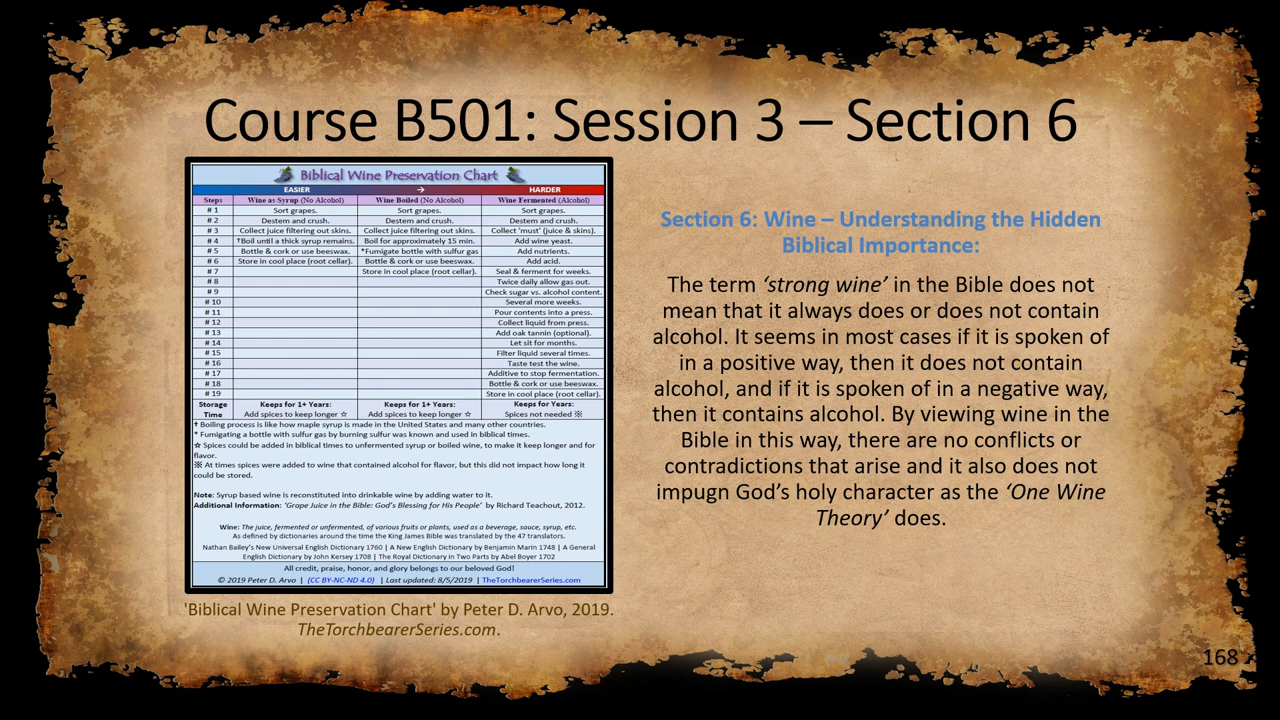 Course B501: Session 3 – Section 6
Biblical Wine Preservation Chart
EASIER → HARDER
Steps Wine as Syrup (No Alcohol) Wine Boiled (No Alcohol) Wine Fermented (Alcohol)
# 1 Sort grapes. Sort grapes. Sort grapes.
# 2 Destem and crush. Destem and crush. Destem and crush.
# 3 Collect juice filtering out skins. Collect juice filtering out skins. Collect 'must' (juice & skins).
# 4 †Boil until a thick syrup remains. Boil for approximately 15 min. Add wine yeast.
# 5 Bottle & cork or use beeswax. *Fumigate bottle with sulfur gas Add nutrients.
# 6 Store in cool place (root cellar). Bottle & cork or use beeswax. Add acid.
# 7 Store in cool place (root cellar). Seal & ferment for weeks.
# 8 Twice daily allow gas out.
# 9 Check sugar vs. alcohol content.
# 10 Several more weeks.
# 11 Pour contents into a press.
# 12 Collect liquid from press.
# 13 Add oak tannin (optional).
# 14 Let sit for months.
# 15 Filter liquid several times.
# 16 Taste test the wine.
# 17 Additive to stop fermentation.
# 18 Bottle & cork or use beeswax.
# 19 Store in cool place (root cellar).
Storage Keeps for 1+ Years: Keeps for 1+ Years: Keeps for Years:
Time Add spices to keep longer ☆ Add spices to keep longer ☆ Spices not needed ※
† Boiling process is like how maple syrup is made in the United States and many other countries.
* Fumigating a bottle with sulfur gas by burning sulfur was known and used in biblical times.
☆ Spices could be added in biblical times to unfermented syrup or boiled wine, to make it keep longer and for
flavor.
※ At times spices were added to wine that contained alcohol for flavor, but this did not impact how long it
could be stored.
Note: Syrup based wine is reconstituted into drinkable wine by adding water to it.
Additional Information: 'Grape Juice in the Bible: God's Blessing for His People' by Richard Teachout, 2012.
Wine: The juice, fermented or unfermented, of various fruits or plants, used as a beverage, sauce, syrup, etc.
As defined by dictionaries around the time the King James Bible was translated by the 47 translators.
Nathan Bailey's New Universal English Dictionary 1760 | A New English Dictionary by Benjamin Marin 1748 | A General
English Dictionary by John Kersey 1708 | The Royal Dictionary in Two Parts by Abel Boyer 1702
All credit, praise, honor, and glory belongs to our beloved God!
© 2019 Peter D. Arvo | (CC BY-NC-ND 4.0) | Last updated: 8/5/2019 | TheTorchbearerSeries.com
'Biblical Wine Preservation Chart' by Peter D. Arvo, 2019.
TheTorchbearerSeries.com.
Section 6: Wine – Understanding the Hidden
Biblical Importance:
The term 'strong wine' in the Bible does not
mean that it always does or does not contain
alcohol. It seems in most cases if it is spoken of
in a positive way, then it does not contain
alcohol, and if it is spoken of in a negative way,
then it contains alcohol. By viewing wine in the
Bible in this way, there are no conflicts or
contradictions that arise and it also does not
impugn God's holy character as the 'One Wine
Theory' does.
168